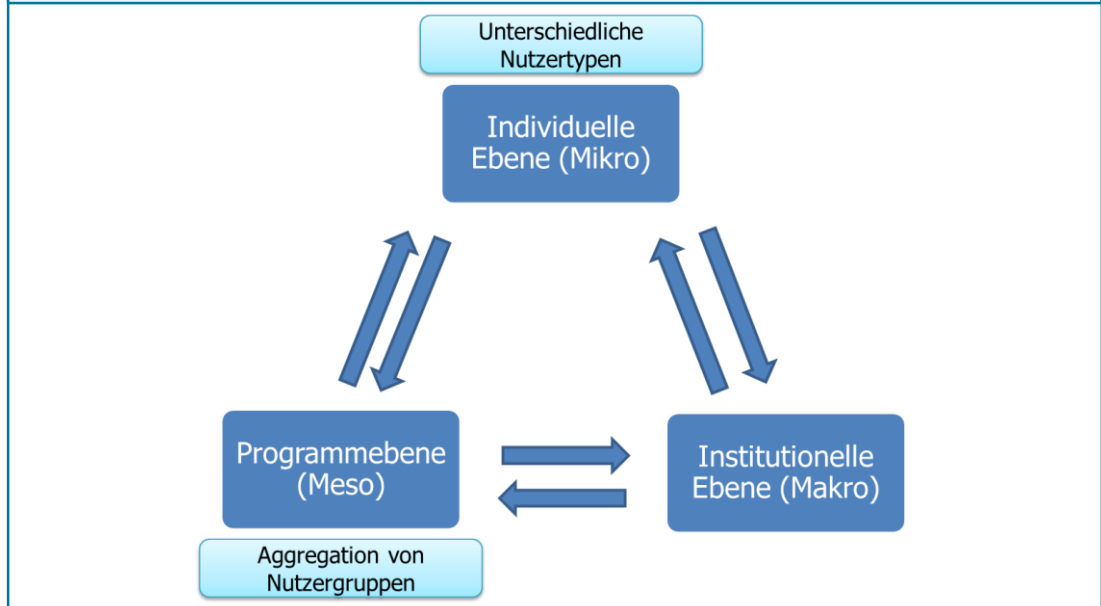 Unterschiedliche
Nutzertypen
Individuelle
Ebene (Mikro)
Programmebene
(Meso)
Institutionelle
Ebene (Makro)
Aggregation von
Nutzergruppen